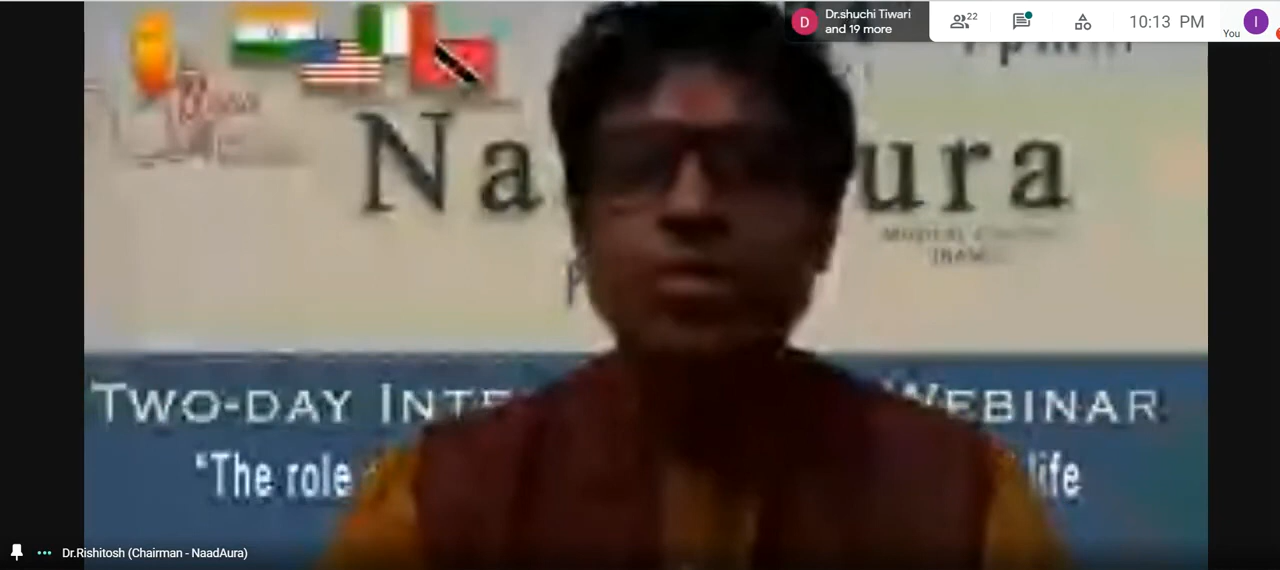 Dr.shuchi Tiwari
and 19 more
22
10:13 PM
You
D
I
Na ura
TWO-DAY INTE WEBINAR
"The role life
Dr.Rishitosh (Chairman - NaadAura)